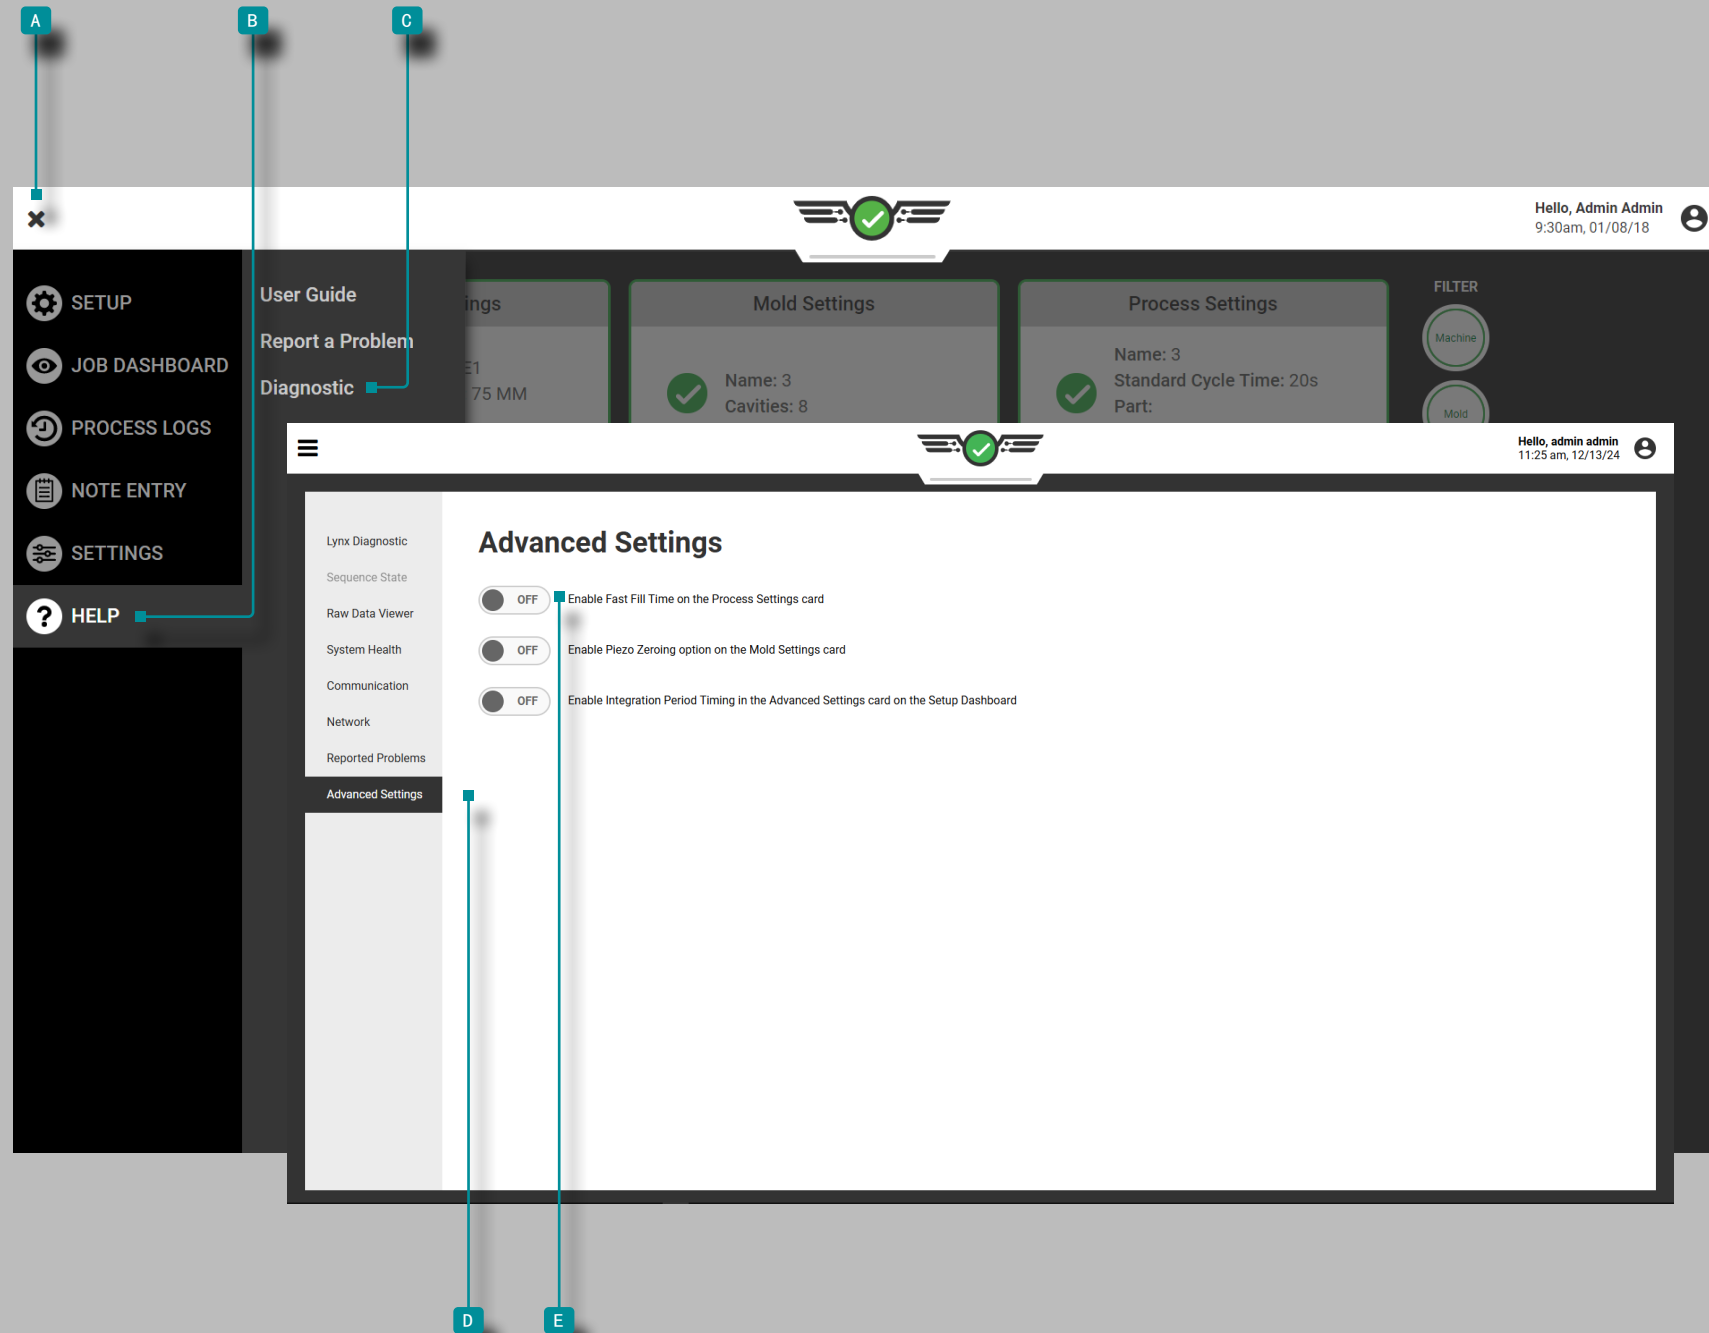 A B C
Hello, Admin Admin
9:30am, 01/08/18
SETUP
JOB DASHBOARD
PROCESS LOGS
NOTE ENTRY
SETTINGS
HELP
User Guide
Report a Problem
Diagnostic
ings
E1
75 MM
Mold Settings
Name: 3
Cavities: 8
Process Settings
Name: 3
Standard Cycle Time: 20s
Part:
FILTER
Machine
Mold
Hello, admin admin
11:25 am, 12/13/24
Lynx Diagnostic
Sequence State
Raw Data Viewer
System Health
Communication
Network
Reported Problems
Advanced Settings
Advanced Settings
OFF Enable Fast Fill Time on the Process Settings card
OFF Enable Piezo Zeroing option on the Mold Settings card
OFF Enable Integration Period Timing in the Advanced Settings card on the Setup Dashboard
D E